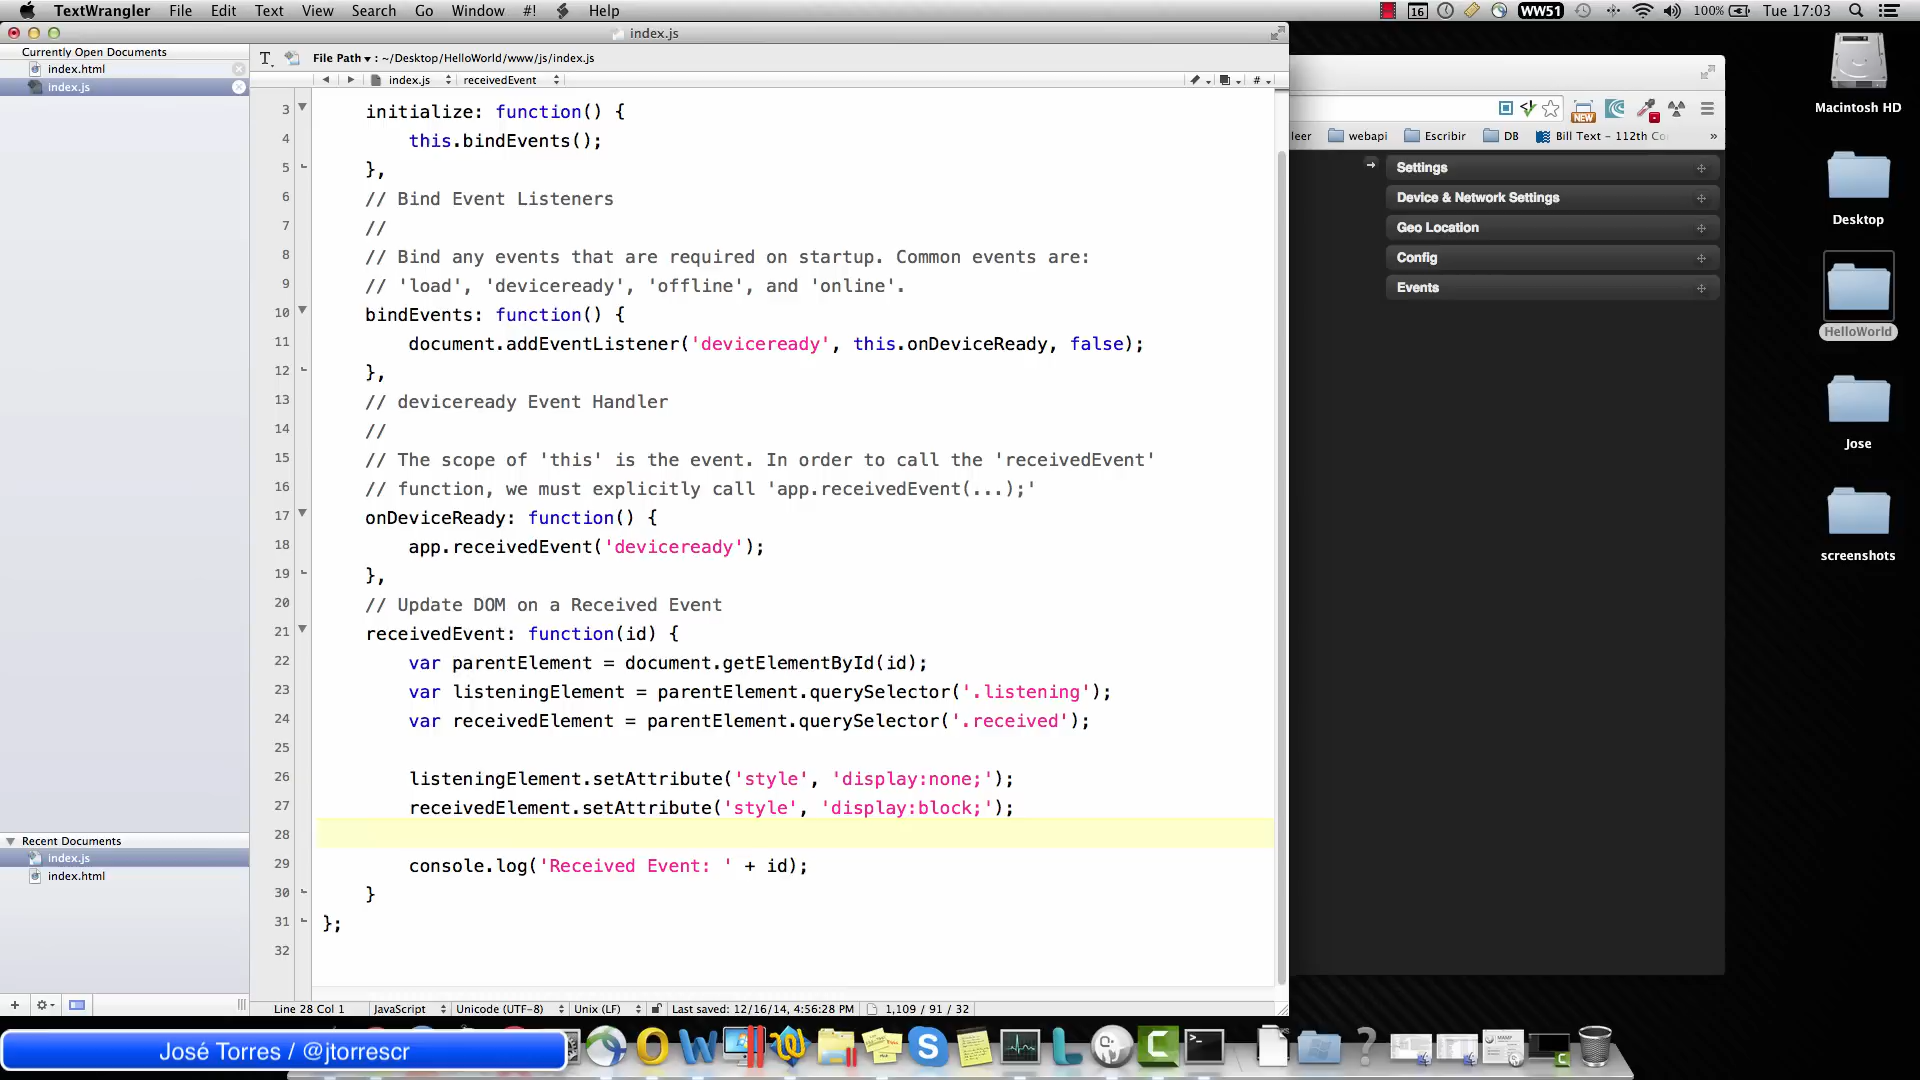 TextWrangler File Edit Text View Search Go Window #! Help
16 WW51 100% Tue 17:03
index.js
Currently Open Documents
index.html
index.js
File Path ▾ : ~/Desktop/HelloWorld/www/js/index.js
index.js receivedEvent
3 initialize: function() {
4 this.bindEvents();
5 },
6 // Bind Event Listeners
7 //
8 // Bind any events that are required on startup. Common events are:
9 // 'load', 'deviceready', 'offline', and 'online'.
10 bindEvents: function() {
11 document.addEventListener('deviceready', this.onDeviceReady, false);
12 },
13 // deviceready Event Handler
14 //
15 // The scope of 'this' is the event. In order to call the 'receivedEvent'
16 // function, we must explicitly call 'app.receivedEvent(...);'
17 onDeviceReady: function() {
18 app.receivedEvent('deviceready');
19 },
20 // Update DOM on a Received Event
21 receivedEvent: function(id) {
22 var parentElement = document.getElementById(id);
23 var listeningElement = parentElement.querySelector('.listening');
24 var receivedElement = parentElement.querySelector('.received');
25
26 listeningElement.setAttribute('style', 'display:none;');
27 receivedElement.setAttribute('style', 'display:block;');
28
29 console.log('Received Event: ' + id);
30 }
31 };
32
Recent Documents
index.js
index.html
Line 28 Col 1 JavaScript Unicode (UTF-8) Unix (LF) Last saved: 12/16/14, 4:56:28 PM 1,109 / 91 / 32
NEW
leer webapi Escribir DB Bill Text - 112th Co »
Settings
Device & Network Settings
Geo Location
Config
Events
Macintosh HD
Desktop
HelloWorld
Jose
screenshots
José Torres / @jtorrescr